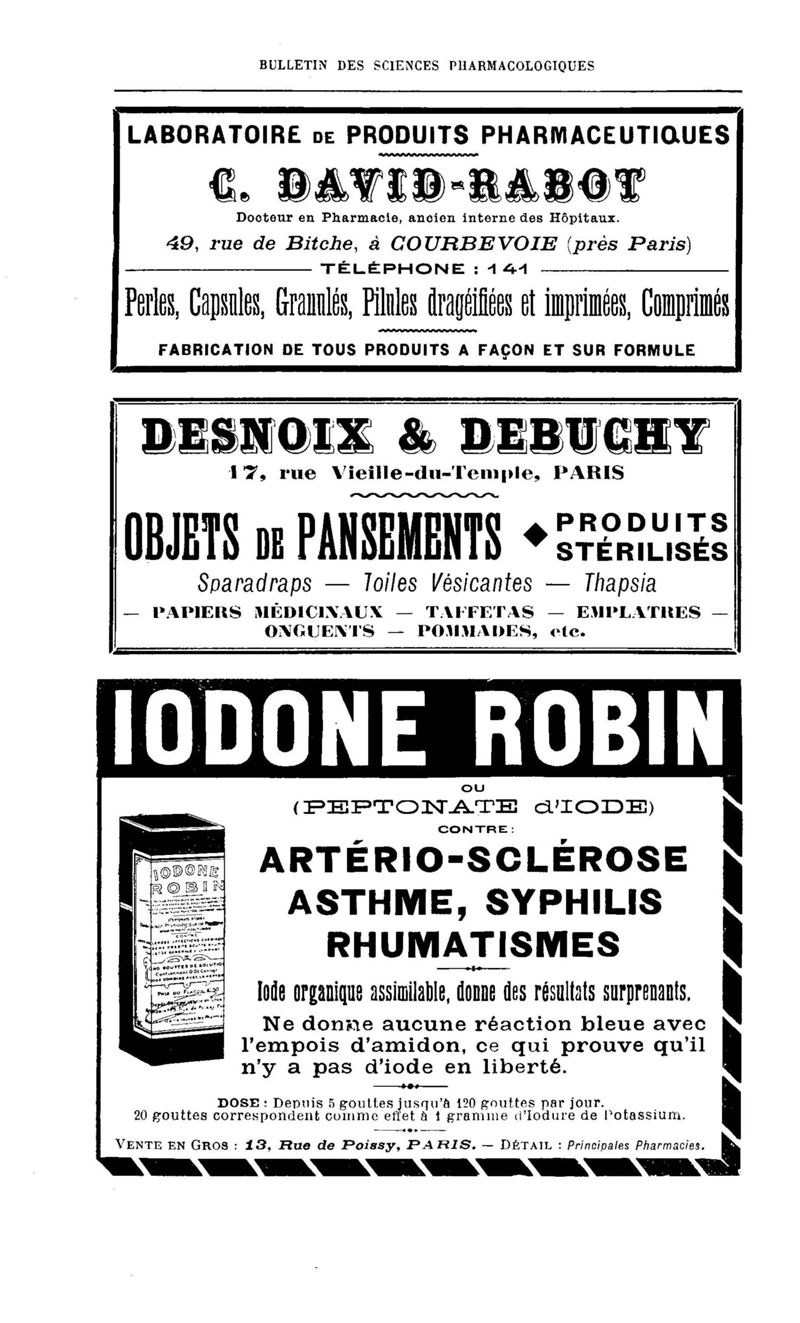 BULLETIN DES SCIENCES PHARMACOLOGIQUES
LABORATOIRE DE PRODUITS PHARMACEUTIQUES
C. DAVID-RABOT
Docteur en Pharmacie, ancien interne des Hôpitaux.
49, rue de Bitche, à COURBEVOIE (près Paris)
TÉLÉPHONE : 141
Perles, Capsules, Granulés, Pilules dragéifiées et imprimées, Comprimés
FABRICATION DE TOUS PRODUITS A FAÇON ET SUR FORMULE
DESNOIX & DEBUCHY
17, rue Vieille-du-Temple, PARIS
OBJETS DE PANSEMENTS ◆ PRODUITS STÉRILISÉS
Sparadraps — Toiles Vésicantes — Thapsia
— PAPIERS MÉDICINAUX — TAFFETAS — EMPLATRES —
ONGUENTS — POMMADES, etc.
IODONE ROBIN
OU
(PEPTONATE d'IODE)
CONTRE :
ARTÉRIO-SCLÉROSE
ASTHME, SYPHILIS
RHUMATISMES
IODONE
ROBIN
Iode organique assimilable, donne des résultats surprenants.
Ne donne aucune réaction bleue avec
l'empois d'amidon, ce qui prouve qu'il
n'y a pas d'iode en liberté.
DOSE : Depuis 5 gouttes jusqu'à 120 gouttes par jour.
20 gouttes correspondent comme effet à 1 gramme d'Iodure de Potassium.
VENTE EN GROS : 13, Rue de Poissy, PARIS. — DÉTAIL : Principales Pharmacies.